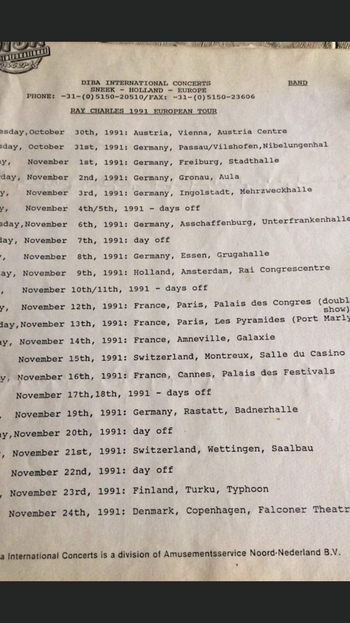 DIBA INTERNATIONAL CONCERTS
BAND
SNEEK - HOLLAND - EUROPE
PHONE: -31-(0)5150-20510/FAX: -31-(0)5150-23606
RAY CHARLES 1991 EUROPEAN TOUR
sday,October 30th, 1991: Austria, Vienna, Austria Centre
sday, October 31st, 1991: Germany, Passau/Vilshofen,Nibelungenhal
y, November 1st, 1991: Germany, Freiburg, Stadthalle
day, November 2nd, 1991: Germany, Gronau, Aula
y, November 3rd, 1991: Germany, Ingolstadt, Mehrzweckhalle
y, November 4th/5th, 1991 - days off
sday,November 6th, 1991: Germany, Asschaffenburg, Unterfrankenhalle
day, November 7th, 1991: day off
, November 8th, 1991: Germany, Essen, Grugahalle
ay, November 9th, 1991: Holland, Amsterdam, Rai Congrescentre
, November 10th/11th, 1991 - days off
y, November 12th, 1991: France, Paris, Palais des Congres (doubl
show)
day,November 13th, 1991: France, Paris, Les Pyramides (Port Marly
ay, November 14th, 1991: France, Amneville, Galaxie
November 15th, 1991: Switzerland, Montreux, Salle du Casino
y, November 16th, 1991: France, Cannes, Palais des Festivals
November 17th,18th, 1991 - days off
, November 19th, 1991: Germany, Rastatt, Badnerhalle
ay,November 20th, 1991: day off
, November 21st, 1991: Switzerland, Wettingen, Saalbau
November 22nd, 1991: day off
, November 23rd, 1991: Finland, Turku, Typhoon
November 24th, 1991: Denmark, Copenhagen, Falconer Theatr
a International Concerts is a division of Amusementsservice Noord-Nederland B.V.